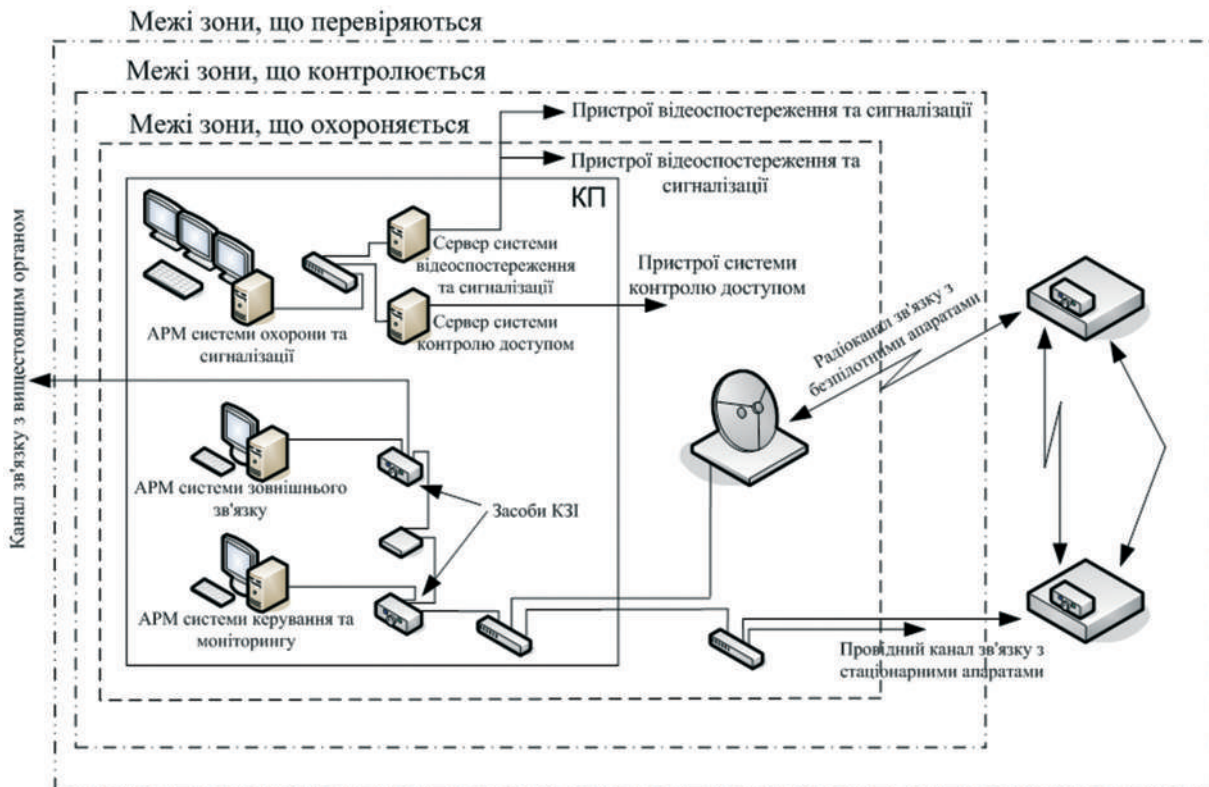 Межі зони, що перевіряються
Межі зони, що контролюється
Межі зони, що охороняється
Пристрої відеоспостереження та сигналізації
Пристрої відеоспостереження та
сигналізації
КП
Сервер системи
відеоспостереження
та сигналізації
Пристрої системи
контролю доступом
АРМ системи охорони та
сигналізації
Сервер системи
контролю доступом
Радіоканал зв'язку з
безпілотними апаратами
Канал зв'язку з вищестоящим органом
АРМ системи зовнішнього
зв'язку
Засоби КЗІ
АРМ системи керування та
моніторингу
Провідний канал зв'язку з
стаціонарними апаратами